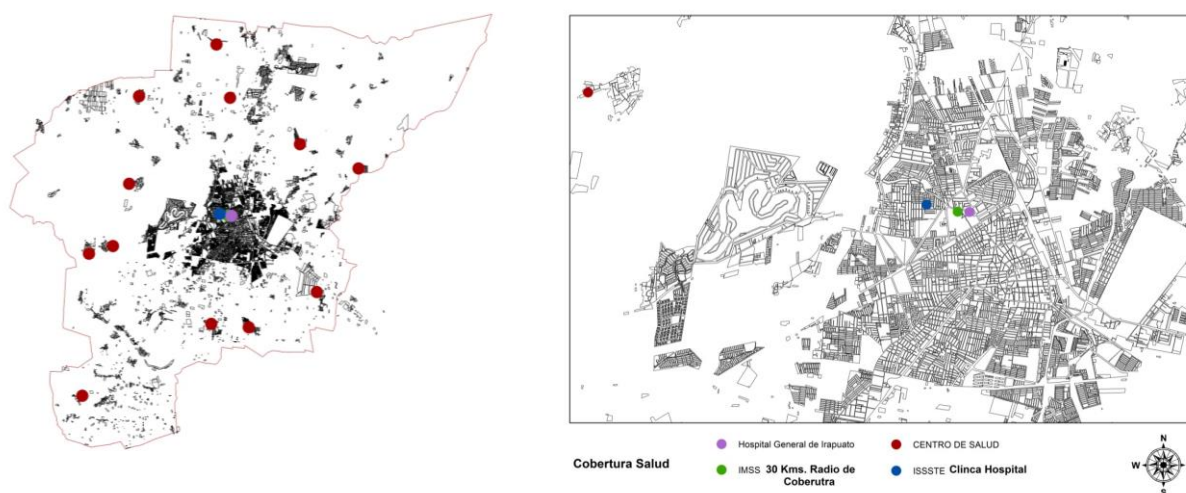 Cobertura Salud
Hospital General de Irapuato
CENTRO DE SALUD
IMSS 30 Kms. Radio de
Coberutra
ISSSTE Clinca Hospital
N
W
E
S